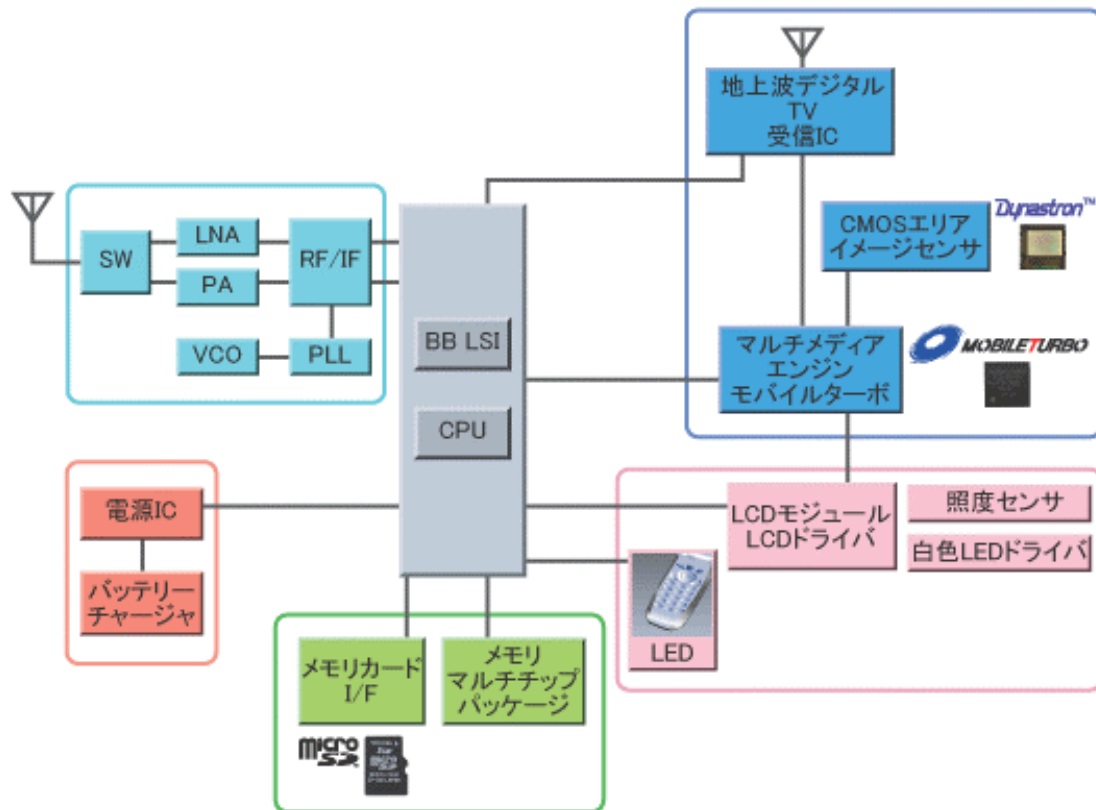 地上波デジタル
TV
受信IC
Dynastron™
CMOSエリア
イメージセンサ
SW
LNA
PA
RF/IF
VCO
PLL
BB LSI
CPU
マルチメディア
エンジン
モバイルターボ
MOBILETURBO
電源IC
バッテリー
チャージャ
LCDモジュール
LCDドライバ
照度センサ
白色LEDドライバ
LED
メモリカード
I/F
メモリ
マルチチップ
パッケージ
micro
SD